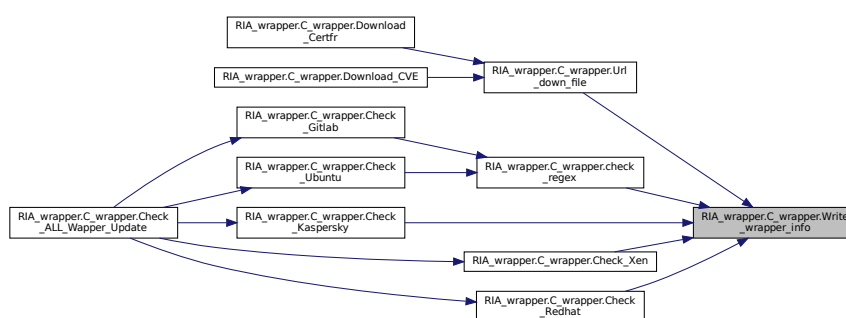 RIA_wrapper.C_wrapper.Download
_Certfr
RIA_wrapper.C_wrapper.Url
_down_file
RIA_wrapper.C_wrapper.Download_CVE
RIA_wrapper.C_wrapper.Check
_Gitlab
RIA_wrapper.C_wrapper.Check
_Ubuntu
RIA_wrapper.C_wrapper.check
_regex
RIA_wrapper.C_wrapper.Check
_ALL_Wapper_Update
RIA_wrapper.C_wrapper.Check
_Kaspersky
RIA_wrapper.C_wrapper.Write
_wrapper_info
RIA_wrapper.C_wrapper.Check_Xen
RIA_wrapper.C_wrapper.Check
_Redhat